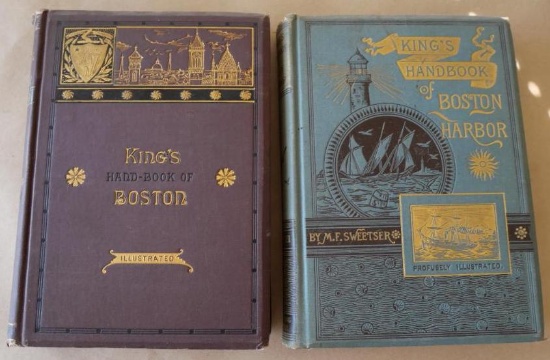 KING'S
HAND-BOOK OF
BOSTON
ILLUSTRATED
KING'S
HANDBOOK
of
BOSTON
HARBOR
BY M.F. SWEETSER
PROFUSELY ILLUSTRATED.